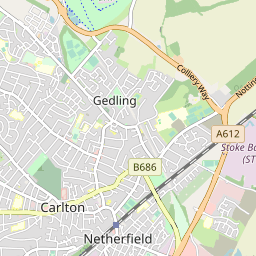 Colliery Way
Notting
Gedling
A612
Stoke Ba
(ST
B686
Carlton
Netherfield